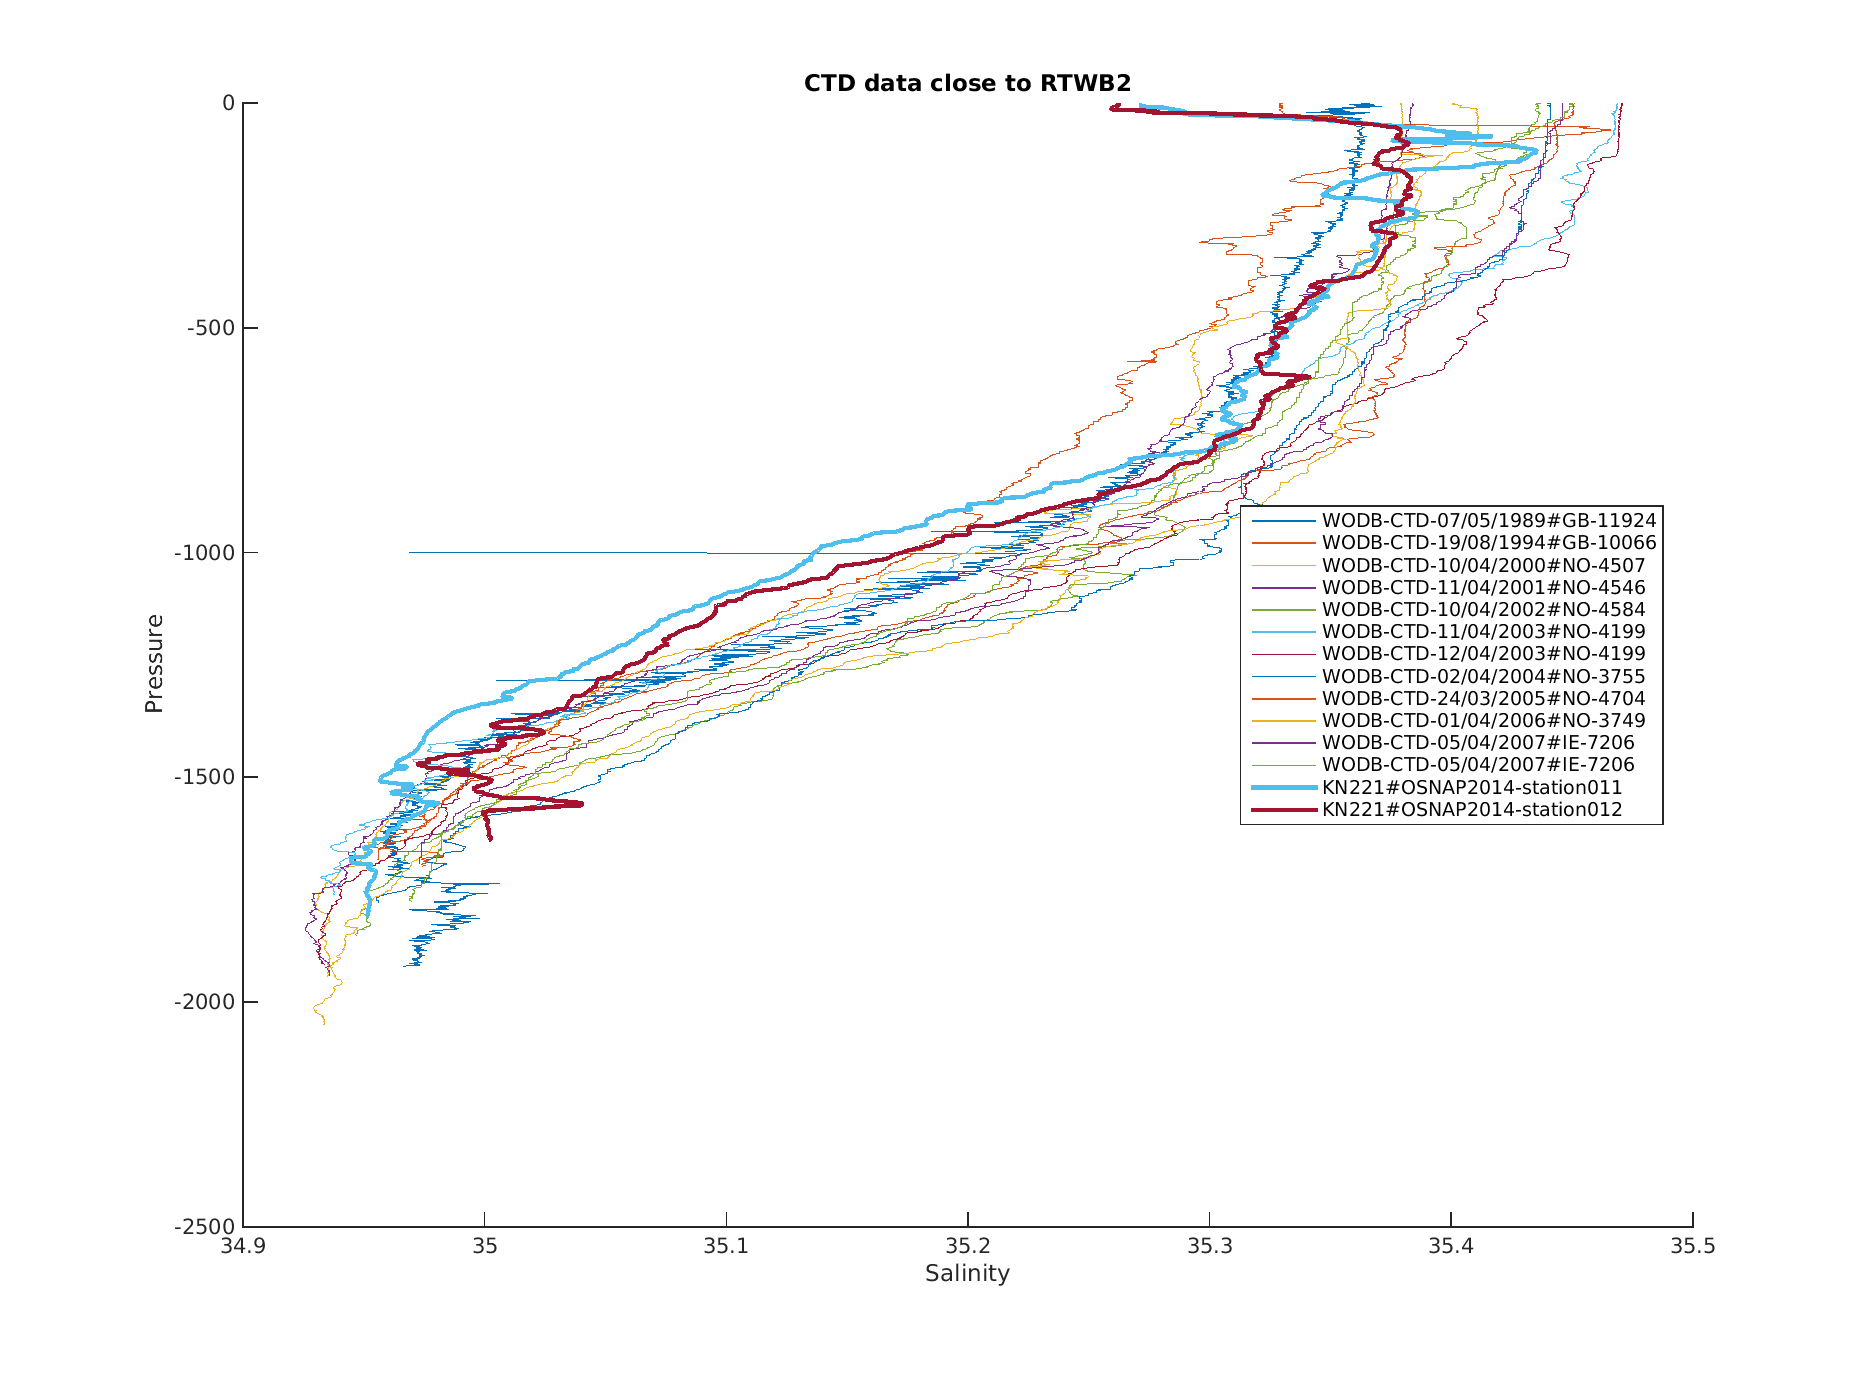 CTD data close to RTWB2
0
-500
-1000
-1500
-2000
-2500
Pressure
34.9
35
35.1
35.2
35.3
35.4
35.5
Salinity
WODB-CTD-07/05/1989#GB-11924
WODB-CTD-19/08/1994#GB-10066
WODB-CTD-10/04/2000#NO-4507
WODB-CTD-11/04/2001#NO-4546
WODB-CTD-10/04/2002#NO-4584
WODB-CTD-11/04/2003#NO-4199
WODB-CTD-12/04/2003#NO-4199
WODB-CTD-02/04/2004#NO-3755
WODB-CTD-24/03/2005#NO-4704
WODB-CTD-01/04/2006#NO-3749
WODB-CTD-05/04/2007#IE-7206
WODB-CTD-05/04/2007#IE-7206
KN221#OSNAP2014-station011
KN221#OSNAP2014-station012